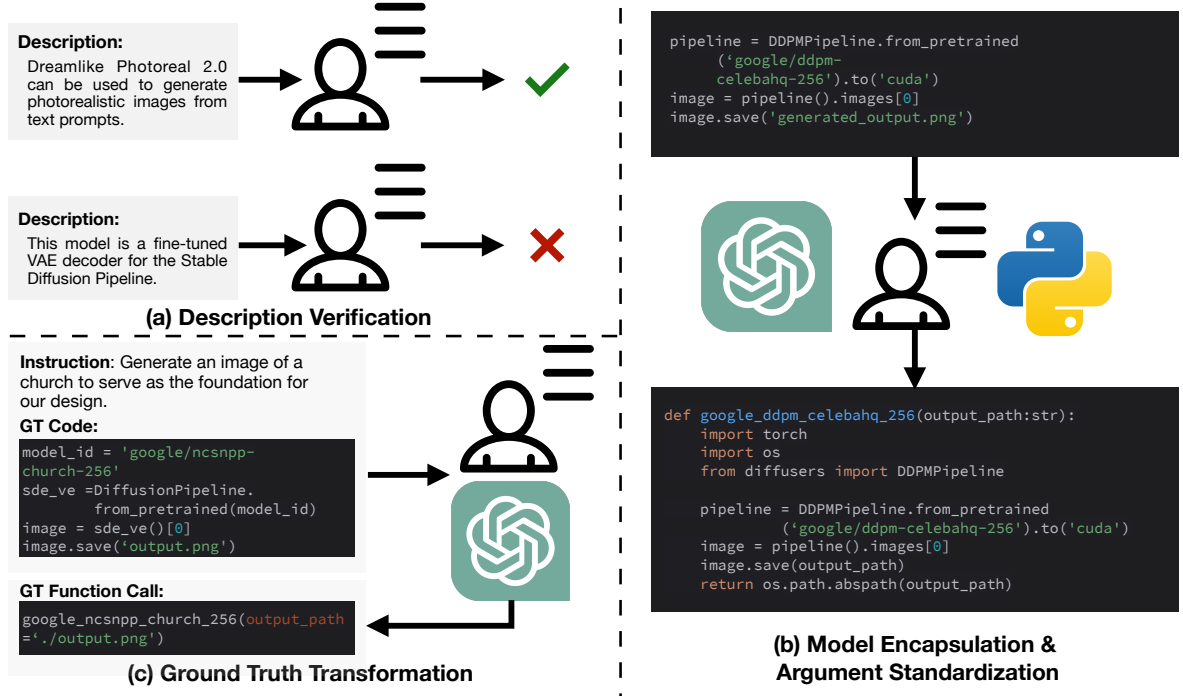 Description:
Dreamlike Photoreal 2.0
can be used to generate
photorealistic images from
text prompts.
Description:
This model is a fine-tuned
VAE decoder for the Stable
Diffusion Pipeline.
(a) Description Verification
Instruction: Generate an image of a
church to serve as the foundation for
our design.
GT Code:
model_id = 'google/ncsnpp-
church-256'
sde_ve =DiffusionPipeline.
from_pretrained(model_id)
image = sde_ve()[0]
image.save(‘output.png')
GT Function Call:
google_ncsnpp_church_256(output_path
=‘./output.png')
(c) Ground Truth Transformation
pipeline = DDPMPipeline.from_pretrained
(‘google/ddpm-
celebahq-256').to('cuda')
image = pipeline().images[0]
image.save('generated_output.png')
def google_ddpm_celebahq_256(output_path:str):
import torch
import os
from diffusers import DDPMPipeline
pipeline = DDPMPipeline.from_pretrained
('google/ddpm-celebahq-256').to('cuda')
image = pipeline().images[0]
image.save(output_path)
return os.path.abspath(output_path)
(b) Model Encapsulation &
Argument Standardization